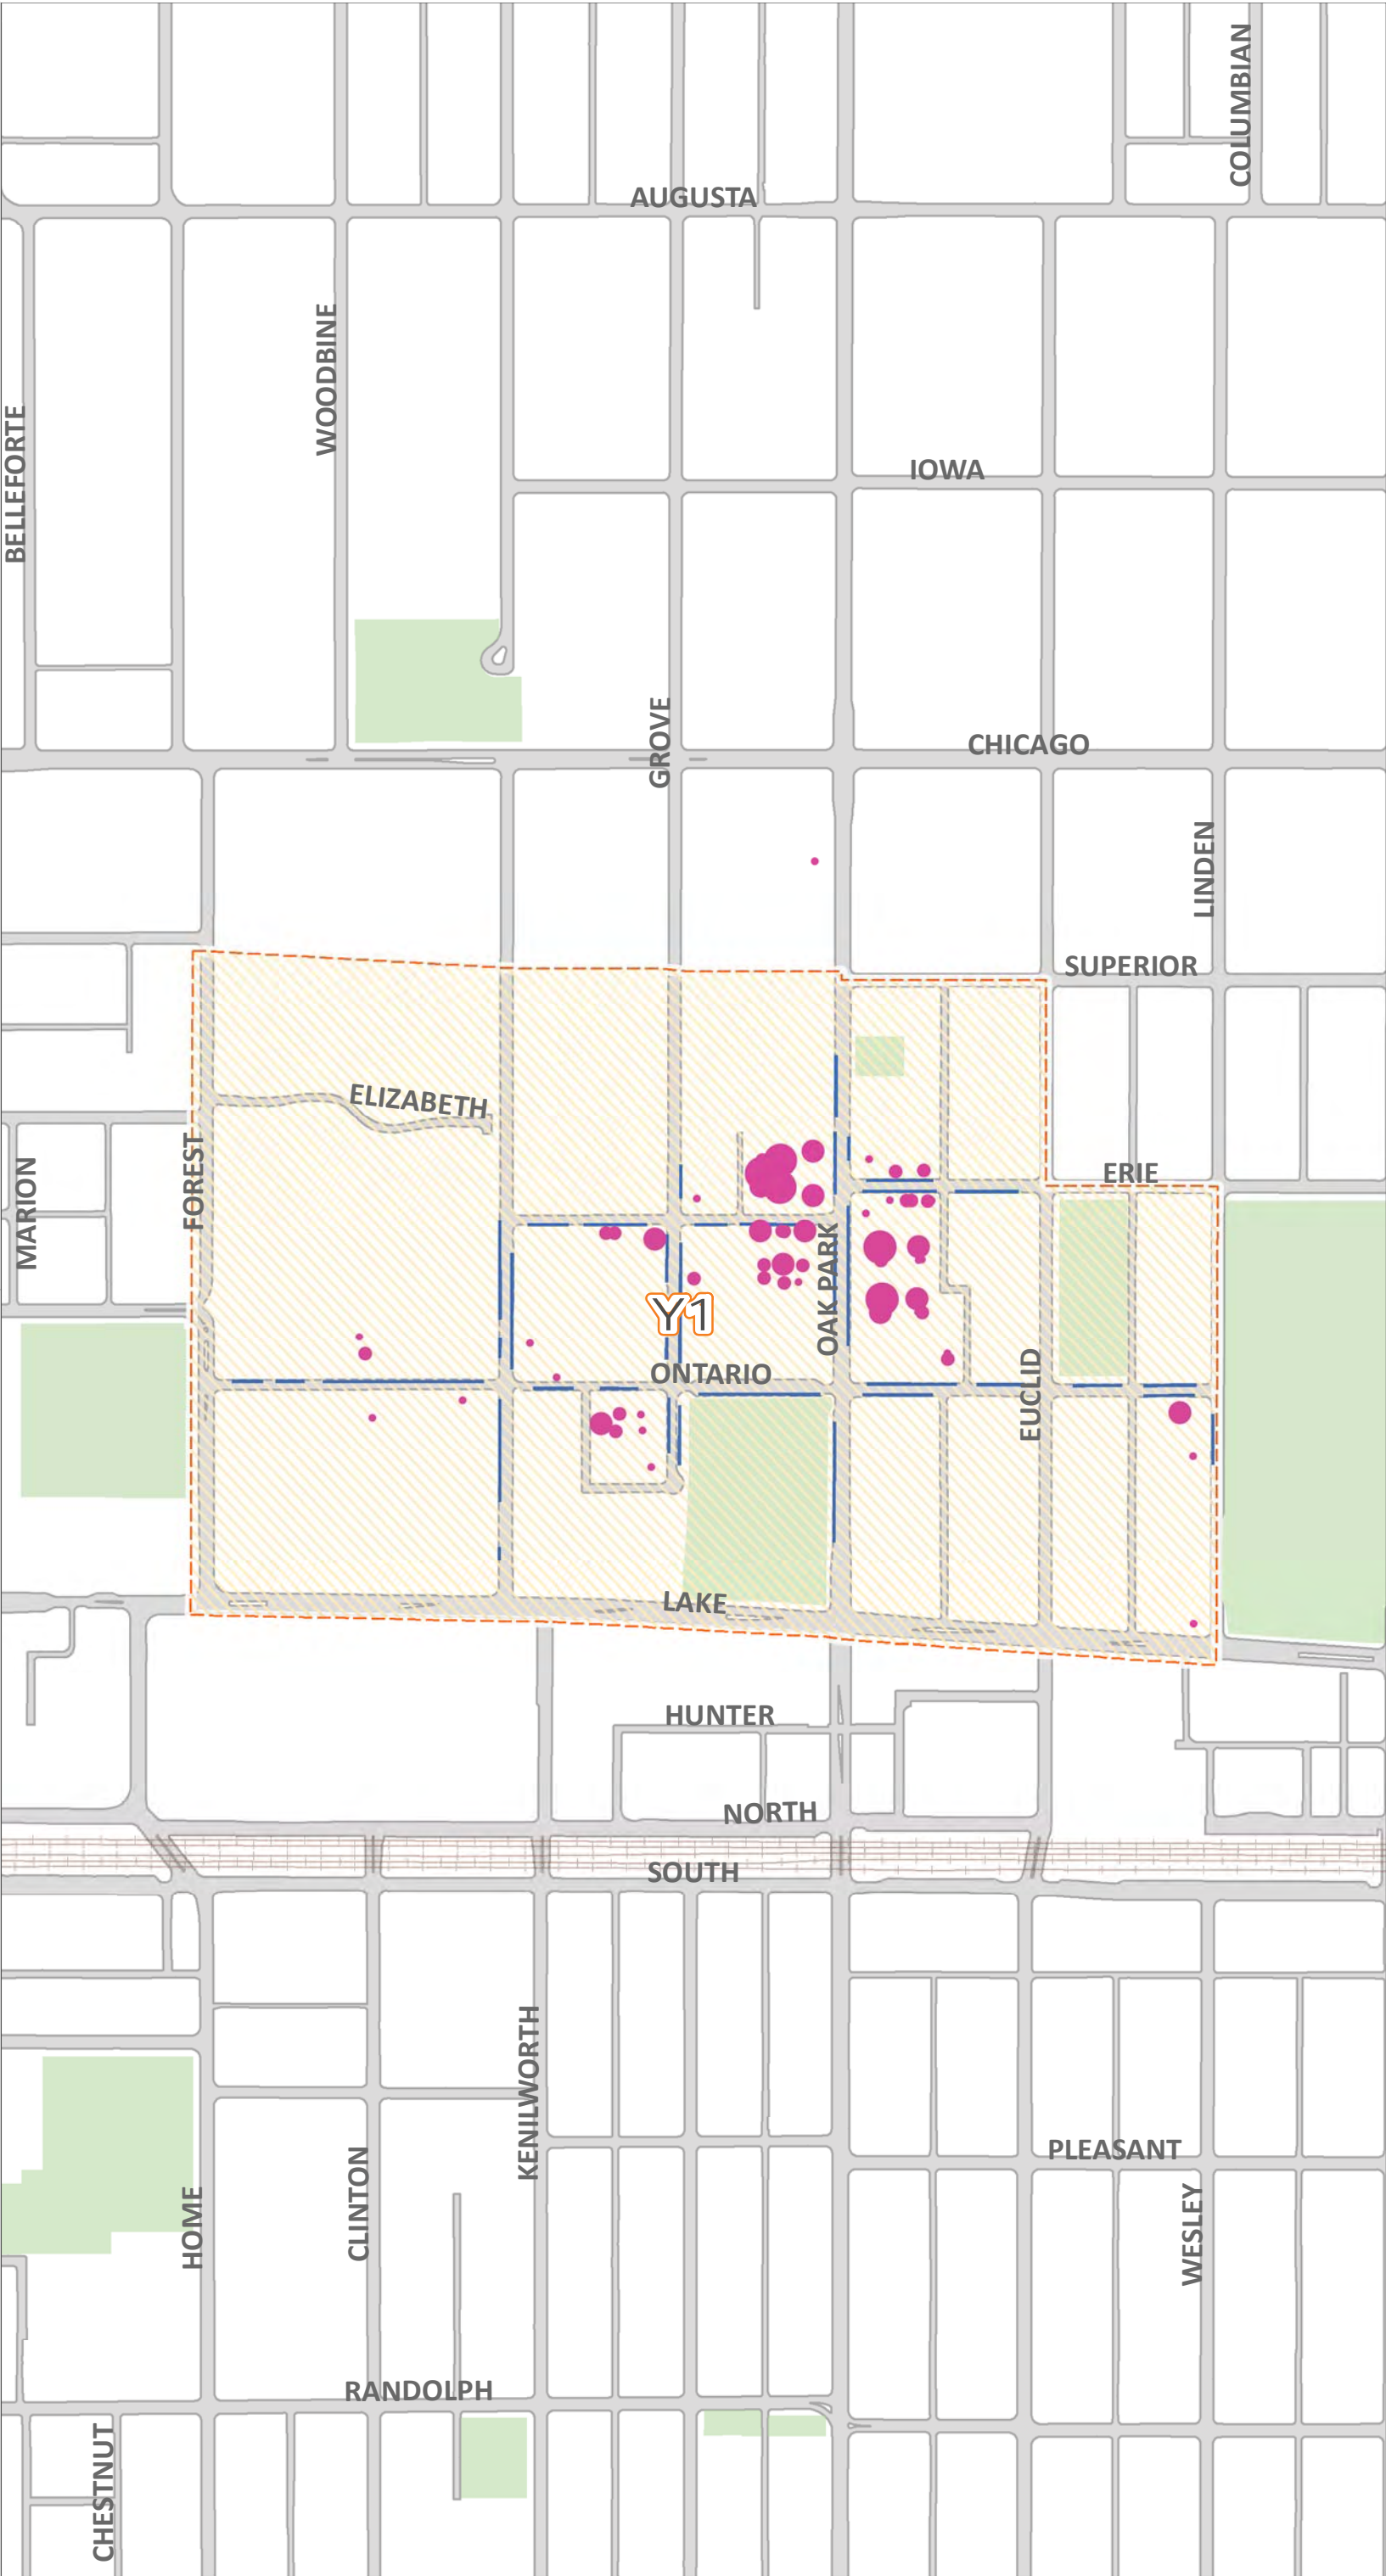 COLUMBIAN
AUGUSTA
WOODBINE
BELLEFORTE
IOWA
GROVE
CHICAGO
LINDEN
SUPERIOR
ELIZABETH
FOREST
MARION
ERIE
OAK PARK
Y1
ONTARIO
EUCLID
LAKE
HUNTER
NORTH
SOUTH
KENILWORTH
PLEASANT
HOME
CLINTON
WESLEY
RANDOLPH
CHESTNUT